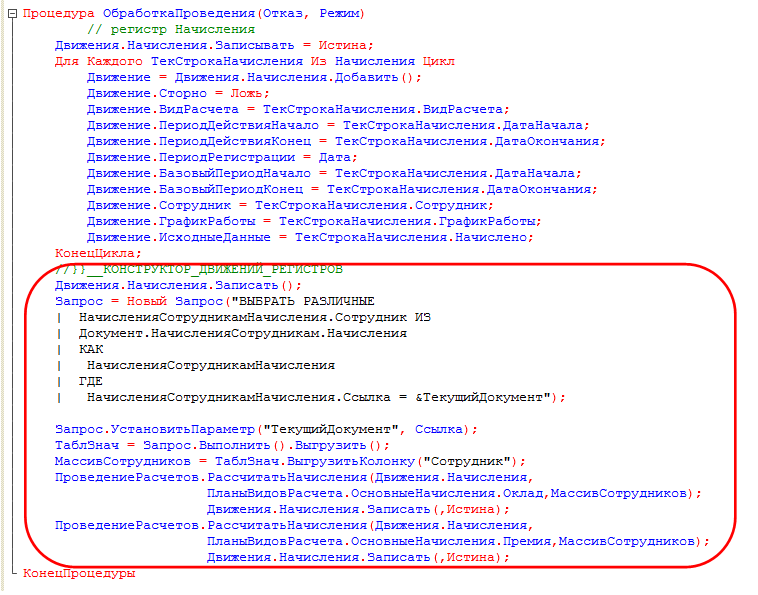 Процедура ОбработкаПроведения(Отказ, Режим)
// регистр Начисления
Движения.Начисления.Записывать = Истина;
Для Каждого ТекСтрокаНачисления Из Начисления Цикл
Движение = Движения.Начисления.Добавить();
Движение.Сторно = Ложь;
Движение.ВидРасчета = ТекСтрокаНачисления.ВидРасчета;
Движение.ПериодДействияНачало = ТекСтрокаНачисления.ДатаНачала;
Движение.ПериодДействияКонец = ТекСтрокаНачисления.ДатаОкончания;
Движение.ПериодРегистрации = Дата;
Движение.БазовыйПериодНачало = ТекСтрокаНачисления.ДатаНачала;
Движение.БазовыйПериодКонец = ТекСтрокаНачисления.ДатаОкончания;
Движение.Сотрудник = ТекСтрокаНачисления.Сотрудник;
Движение.ГрафикРаботы = ТекСтрокаНачисления.ГрафикРаботы;
Движение.ИсходныеДанные = ТекСтрокаНачисления.Начислено;
КонецЦикла;
//}}__КОНСТРУКТОР_ДВИЖЕНИЙ_РЕГИСТРОВ
Движения.Начисления.Записать();
Запрос = Новый Запрос("ВЫБРАТЬ РАЗЛИЧНЫЕ
| НачисленияСотрудникамНачисления.Сотрудник ИЗ
| Документ.НачисленияСотрудникам.Начисления
| КАК
| НачисленияСотрудникамНачисления
| ГДЕ
| НачисленияСотрудникамНачисления.Ссылка = &ТекущийДокумент");
Запрос.УстановитьПараметр("ТекущийДокумент", Ссылка);
ТаблЗнач = Запрос.Выполнить().Выгрузить();
МассивСотрудников = ТаблЗнач.ВыгрузитьКолонку("Сотрудник");
ПроведениеРасчетов.РассчитатьНачисления(Движения.Начисления,
ПланыВидовРасчета.ОсновныеНачисления.Оклад,МассивСотрудников);
Движения.Начисления.Записать(,Истина);
ПроведениеРасчетов.РассчитатьНачисления(Движения.Начисления,
ПланыВидовРасчета.ОсновныеНачисления.Премия,МассивСотрудников);
Движения.Начисления.Записать(,Истина);
КонецПроцедуры